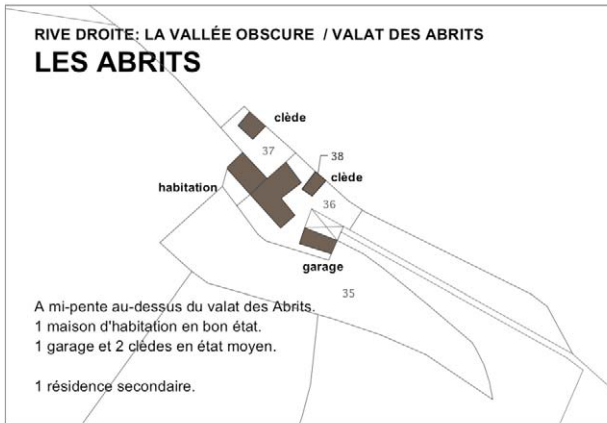 RIVE DROITE: LA VALLÉE OBSCURE / VALAT DES ABRITS
LES ABRITS
clède
37
38
clède
habitation
36
garage
35
A mi-pente au-dessus du valat des Abrits.
1 maison d'habitation en bon état.
1 garage et 2 clèdes en état moyen.
1 résidence secondaire.